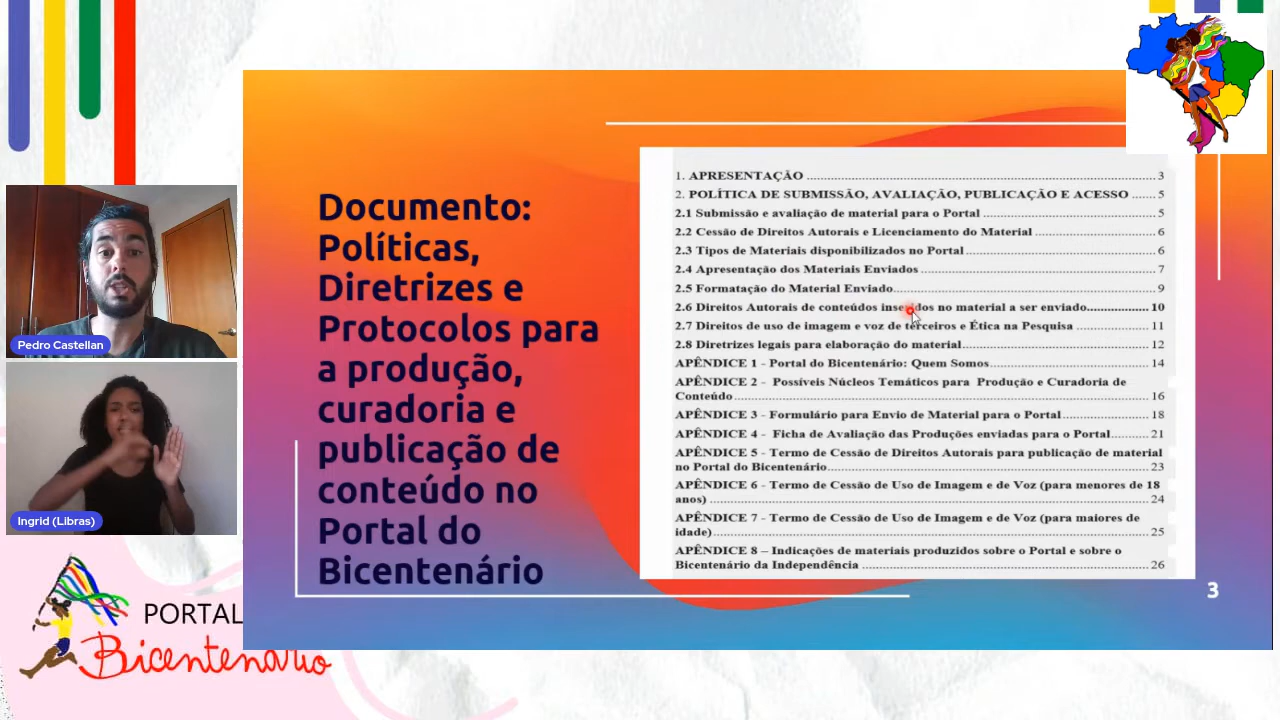 Documento:
Políticas,
Diretrizes e
Protocolos para
a produção,
curadoria e
publicação de
conteúdo no
Portal do
Bicentenário
1. APRESENTAÇÃO ........ 3
2. POLÍTICA DE SUBMISSÃO, AVALIAÇÃO, PUBLICAÇÃO E ACESSO ....... 5
2.1 Submissão e avaliação de material para o Portal ........ 5
2.2 Cessão de Direitos Autorais e Licenciamento do Material ........ 6
2.3 Tipos de Materiais disponibilizados no Portal ........ 6
2.4 Apresentação dos Materiais Enviados ........ 7
2.5 Formatação do Material Enviado........ 9
2.6 Direitos Autorais de conteúdos inseridos no material a ser enviado........ 10
2.7 Direitos de uso de imagem e voz de terceiros e Ética na Pesquisa ........ 11
2.8 Diretrizes legais para elaboração do material........ 12
APÊNDICE 1 - Portal do Bicentenário: Quem Somos........ 14
APÊNDICE 2 - Possíveis Núcleos Temáticos para Produção e Curadoria de
Conteúdo........ 16
APÊNDICE 3 - Formulário para Envio de Material para o Portal ........ 18
APÊNDICE 4 - Ficha de Avaliação das Produções enviadas para o Portal........ 21
APÊNDICE 5 - Termo de Cessão de Direitos Autorais para publicação de material
no Portal do Bicentenário........ 23
APÊNDICE 6 - Termo de Cessão de Uso de Imagem e de Voz (para menores de 18
anos) ........ 24
APÊNDICE 7 - Termo de Cessão de Uso de Imagem e de Voz (para maiores de
idade)........ 25
APÊNDICE 8 – Indicações de materiais produzidos sobre o Portal e sobre o
Bicentenário da Independência ........ 26
3
Pedro Castellan
Ingrid (Libras)
PORTAL
Bicentenário